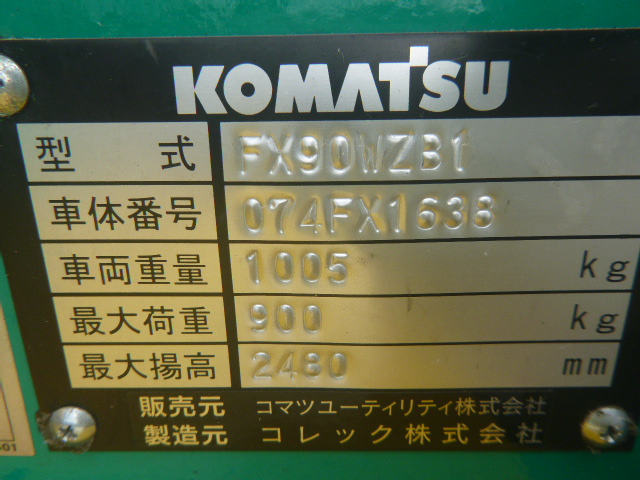 KOMATSU
型 式 FX90WZB1
車体番号 074FX1638
車両重量 1005 kg
最大荷重 900 kg
最大揚高 2480 mm
販売元 コマツユーティリティ株式会社
製造元 コレック株式会社